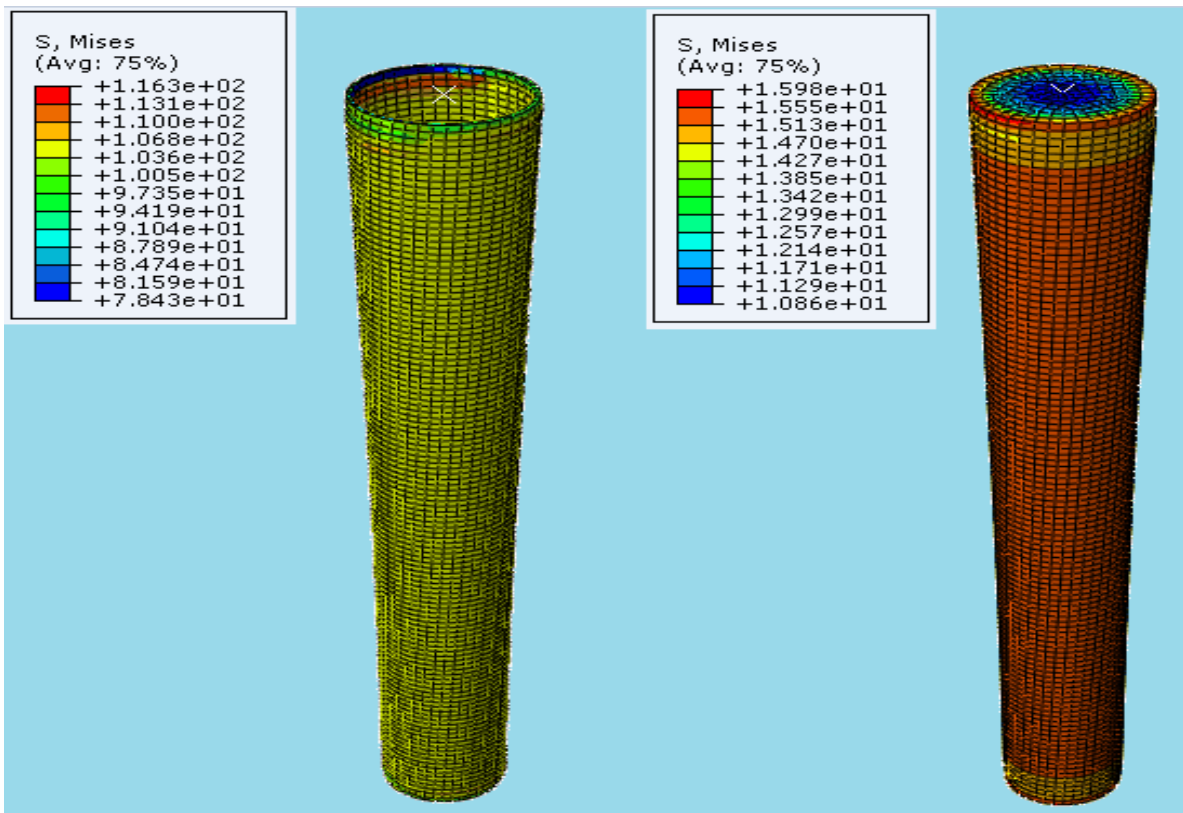 S, Mises
(Avg: 75%)
+1.163e+02
+1.131e+02
+1.100e+02
+1.068e+02
+1.036e+02
+1.005e+02
+9.735e+01
+9.419e+01
+9.104e+01
+8.789e+01
+8.474e+01
+8.159e+01
+7.843e+01
S, Mises
(Avg: 75%)
+1.598e+01
+1.555e+01
+1.513e+01
+1.470e+01
+1.427e+01
+1.385e+01
+1.342e+01
+1.299e+01
+1.257e+01
+1.214e+01
+1.171e+01
+1.129e+01
+1.086e+01